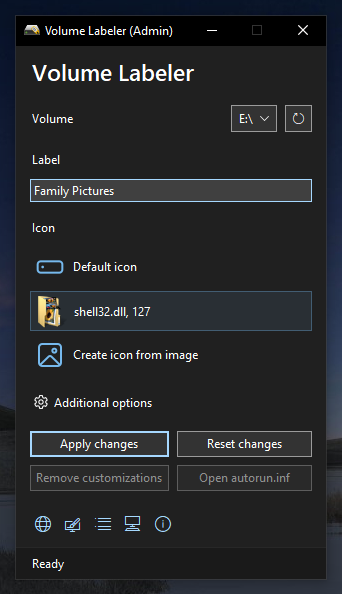 Volume Labeler (Admin)
Volume Labeler
Volume
E:\
Label
Family Pictures
Icon
Default icon
shell32.dll, 127
Create icon from image
Additional options
Apply changes
Reset changes
Remove customizations
Open autorun.inf
Ready